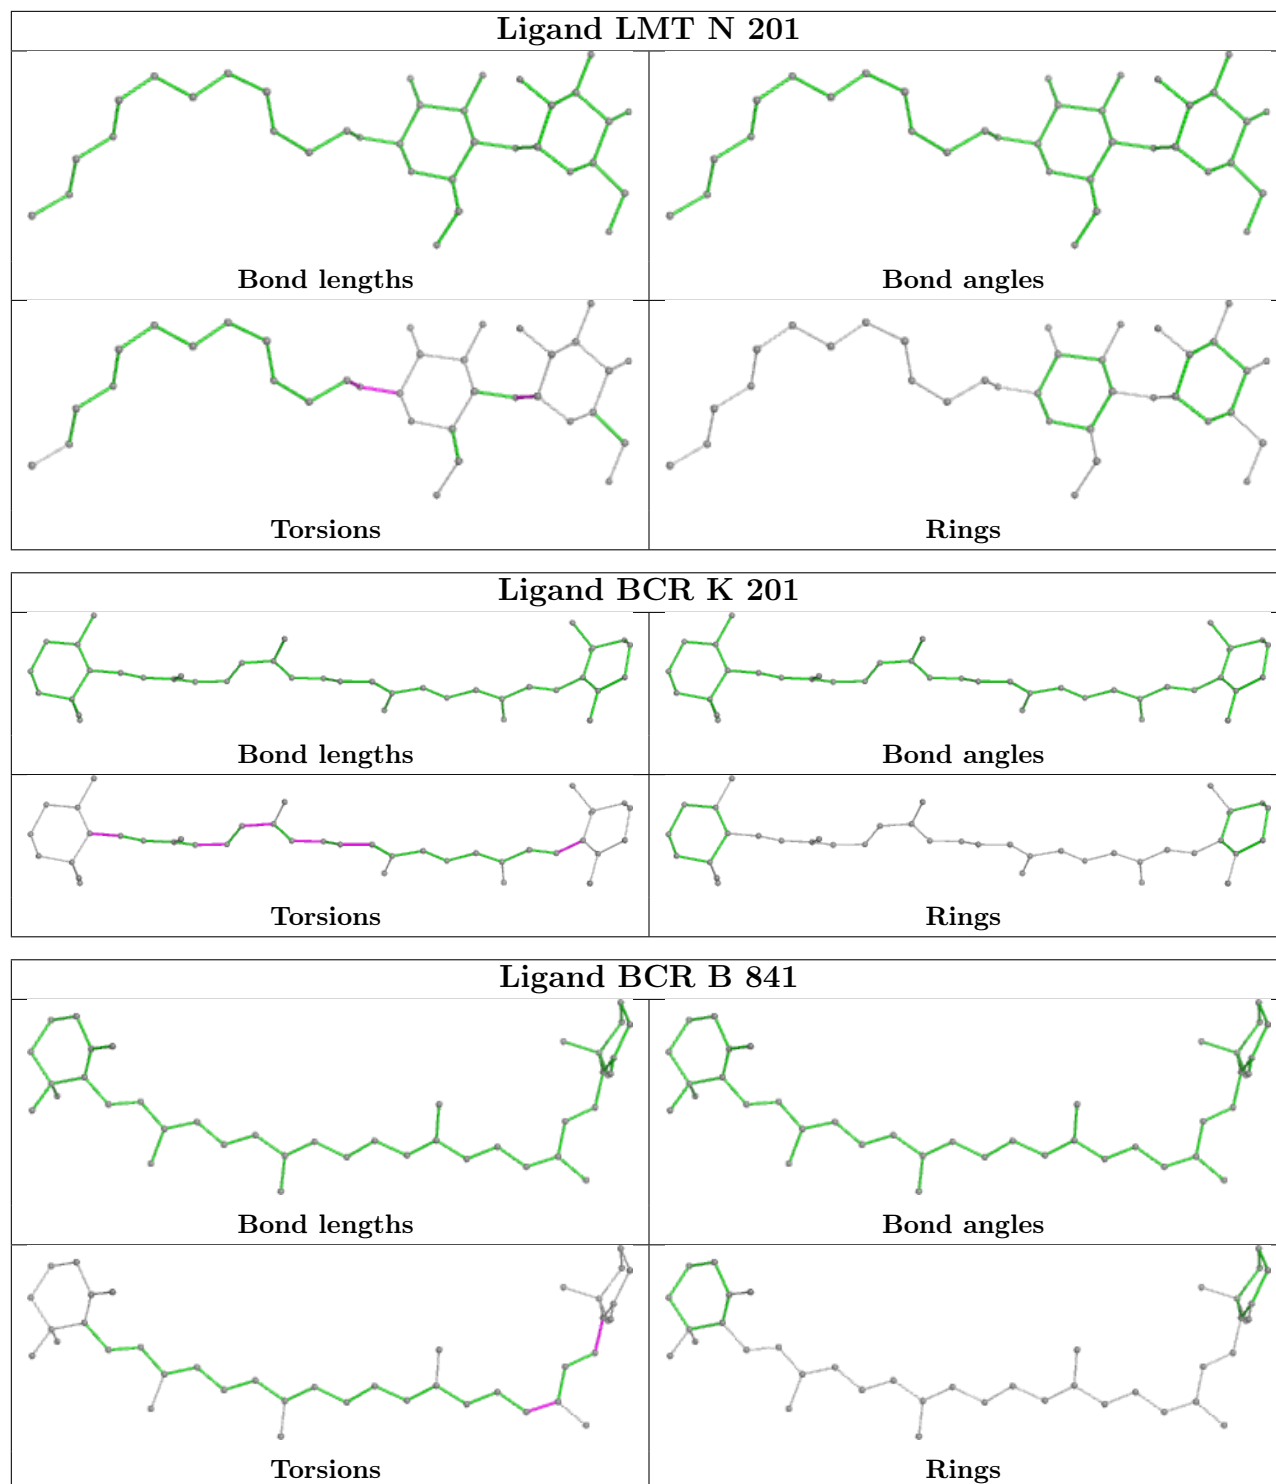 Ligand LMT N 201
Bond lengths
Bond angles
Torsions
Rings
Ligand BCR K 201
Bond lengths
Bond angles
Torsions
Rings
Ligand BCR B 841
Bond lengths
Bond angles
Torsions
Rings